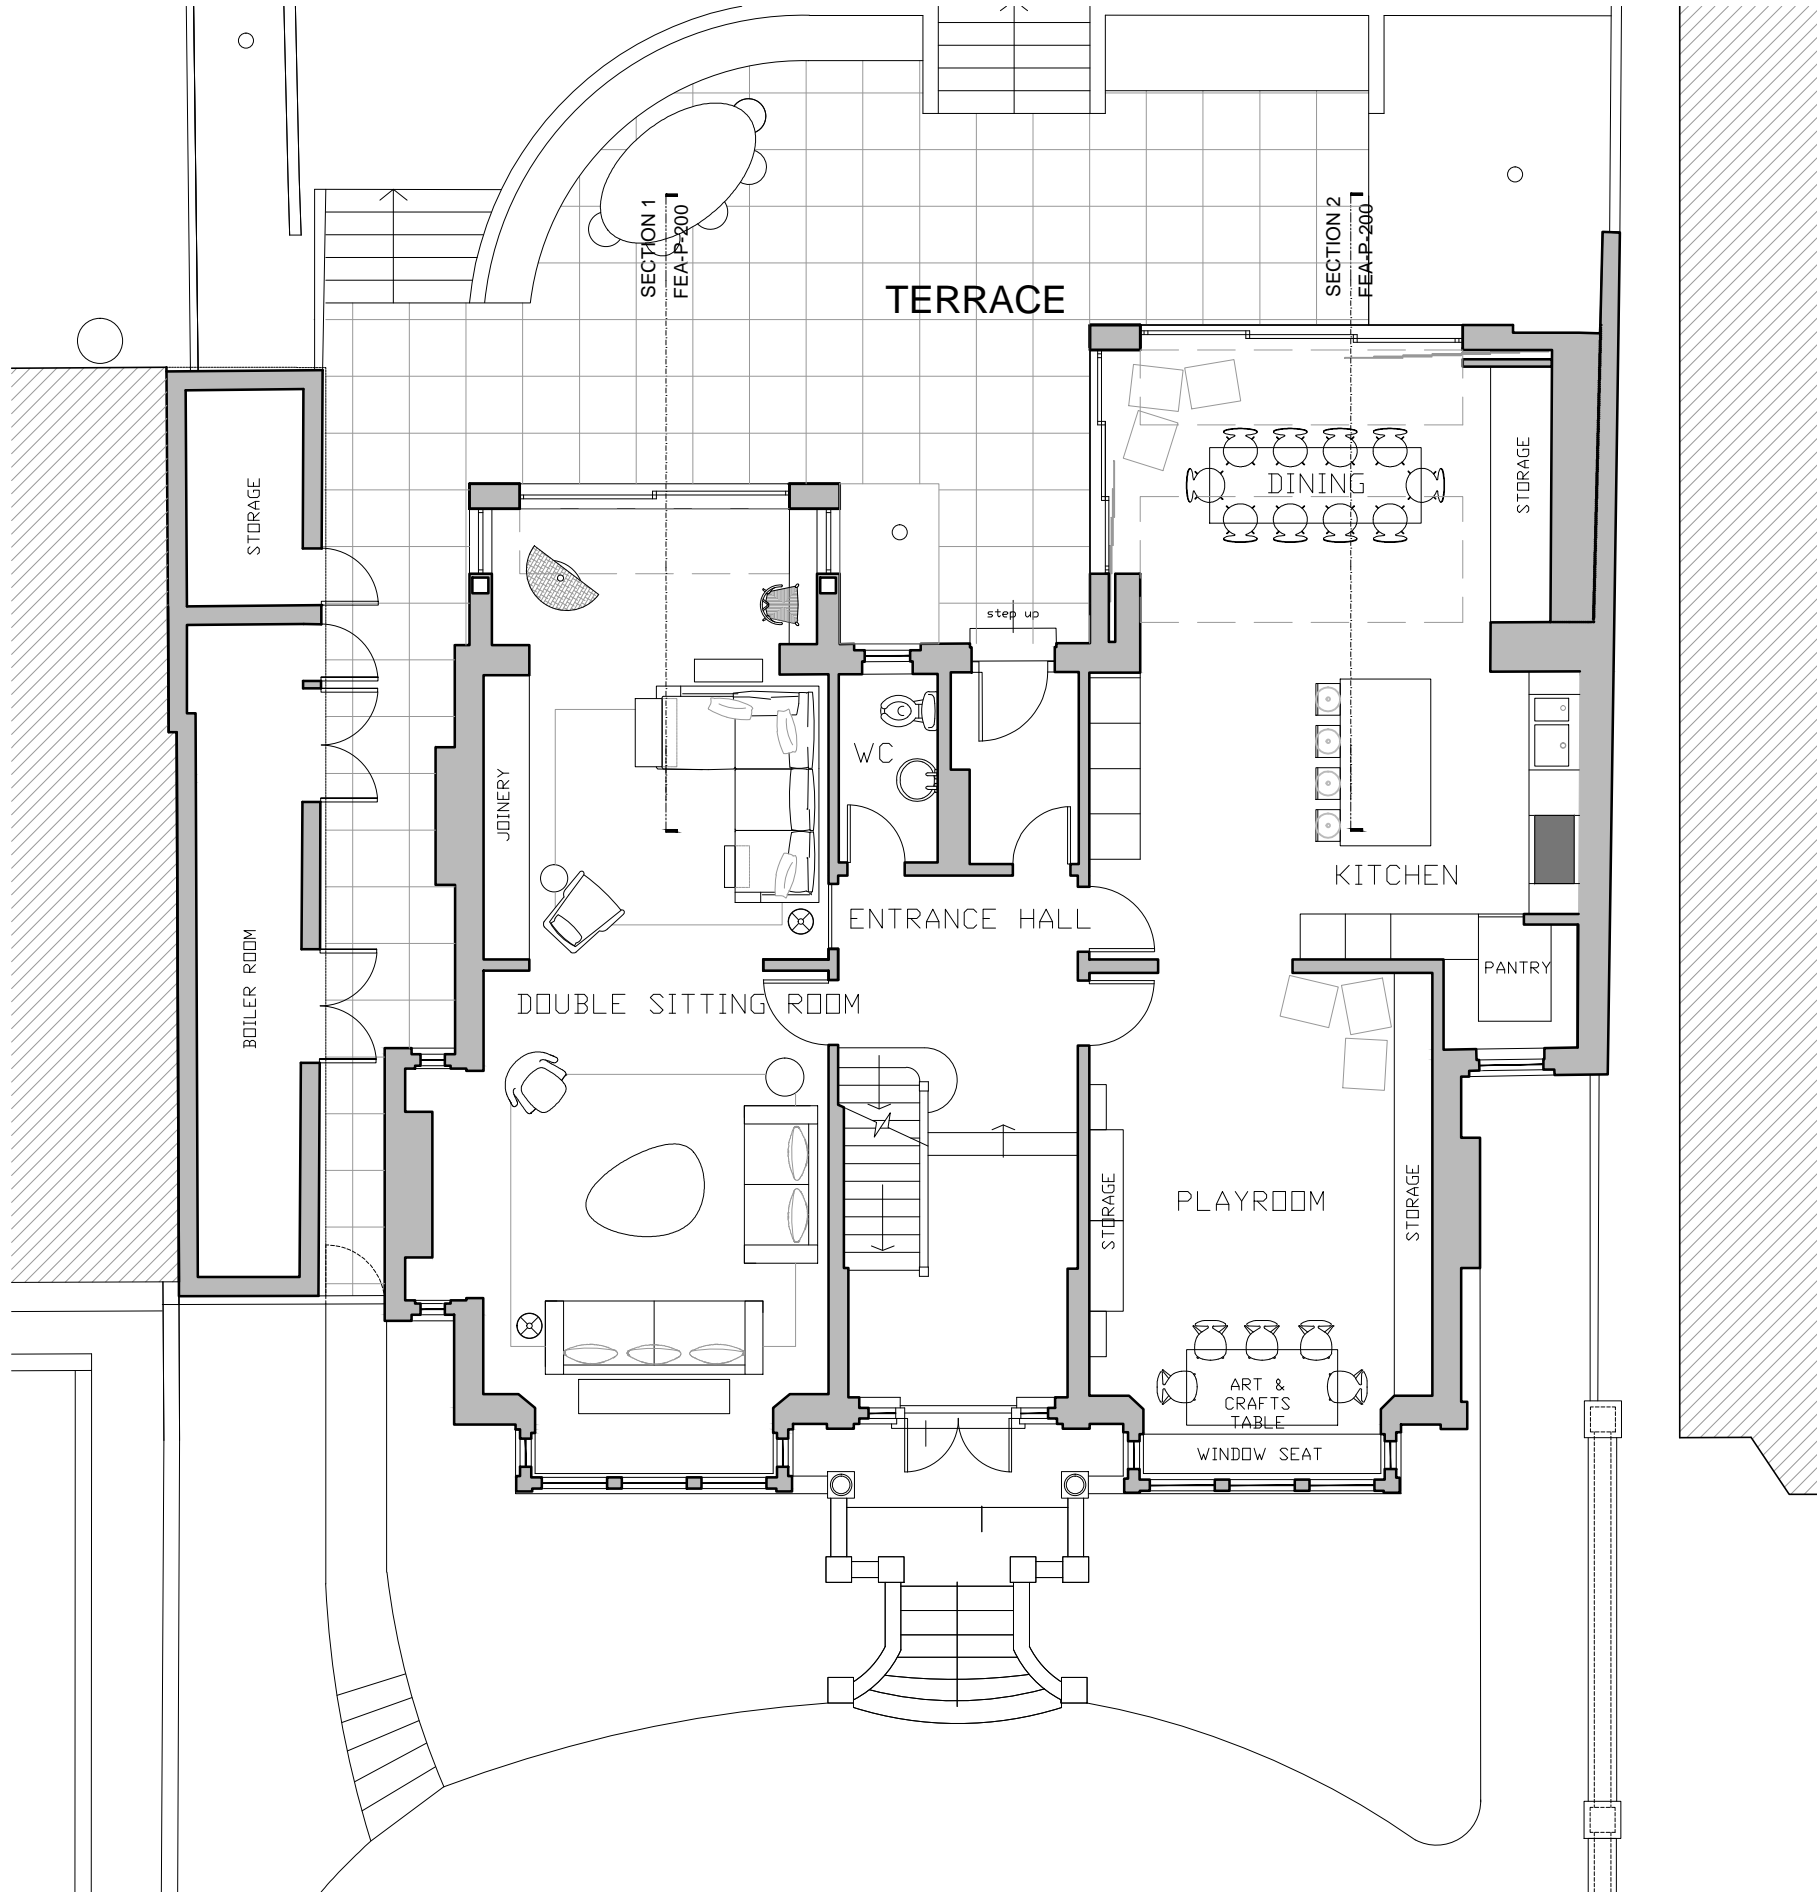 SECTION 1
FEA-P-200
SECTION 2
FEA-P-200
TERRACE
STORAGE
DINING
STORAGE
step up
WC
JOINERY
KITCHEN
ENTRANCE HALL
BOILER ROOM
PANTRY
DOUBLE SITTING ROOM
STORAGE
PLAYROOM
STORAGE
ART &
CRAFTS
TABLE
WINDOW SEAT